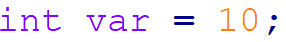 int var = 10;